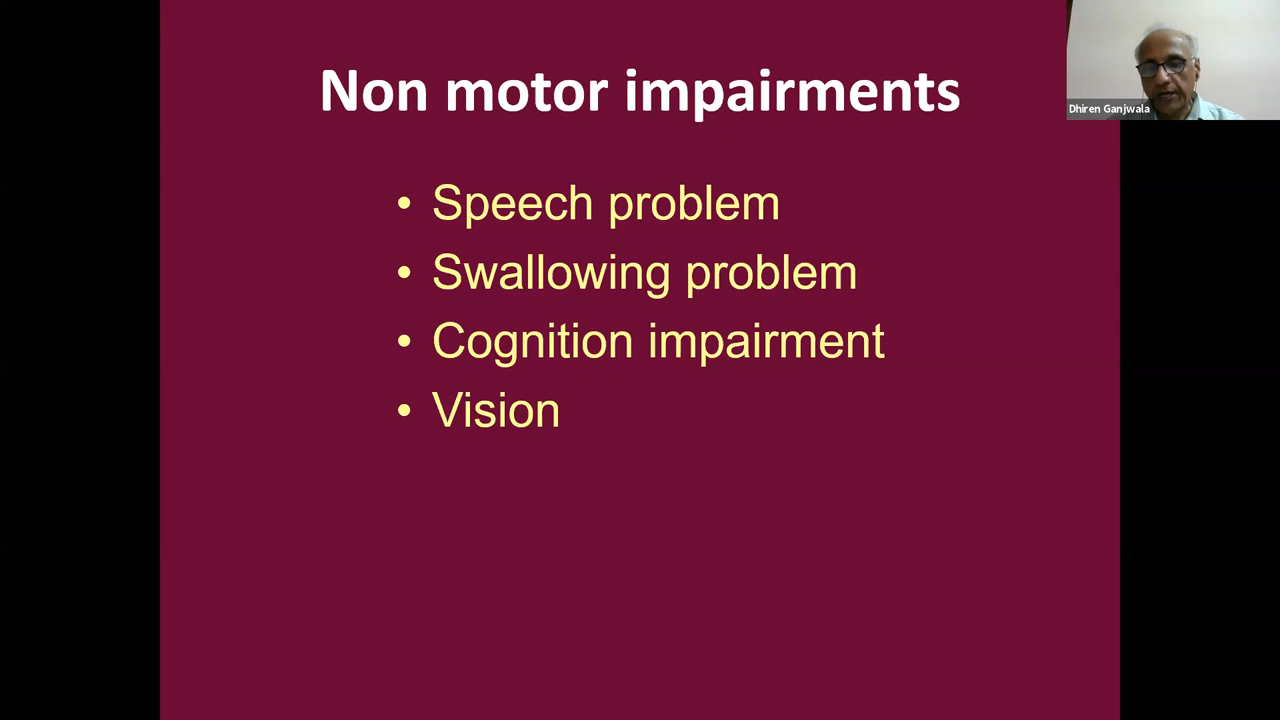 Non motor impairments
Dhiren Ganjwala
• Speech problem
• Swallowing problem
• Cognition impairment
• Vision